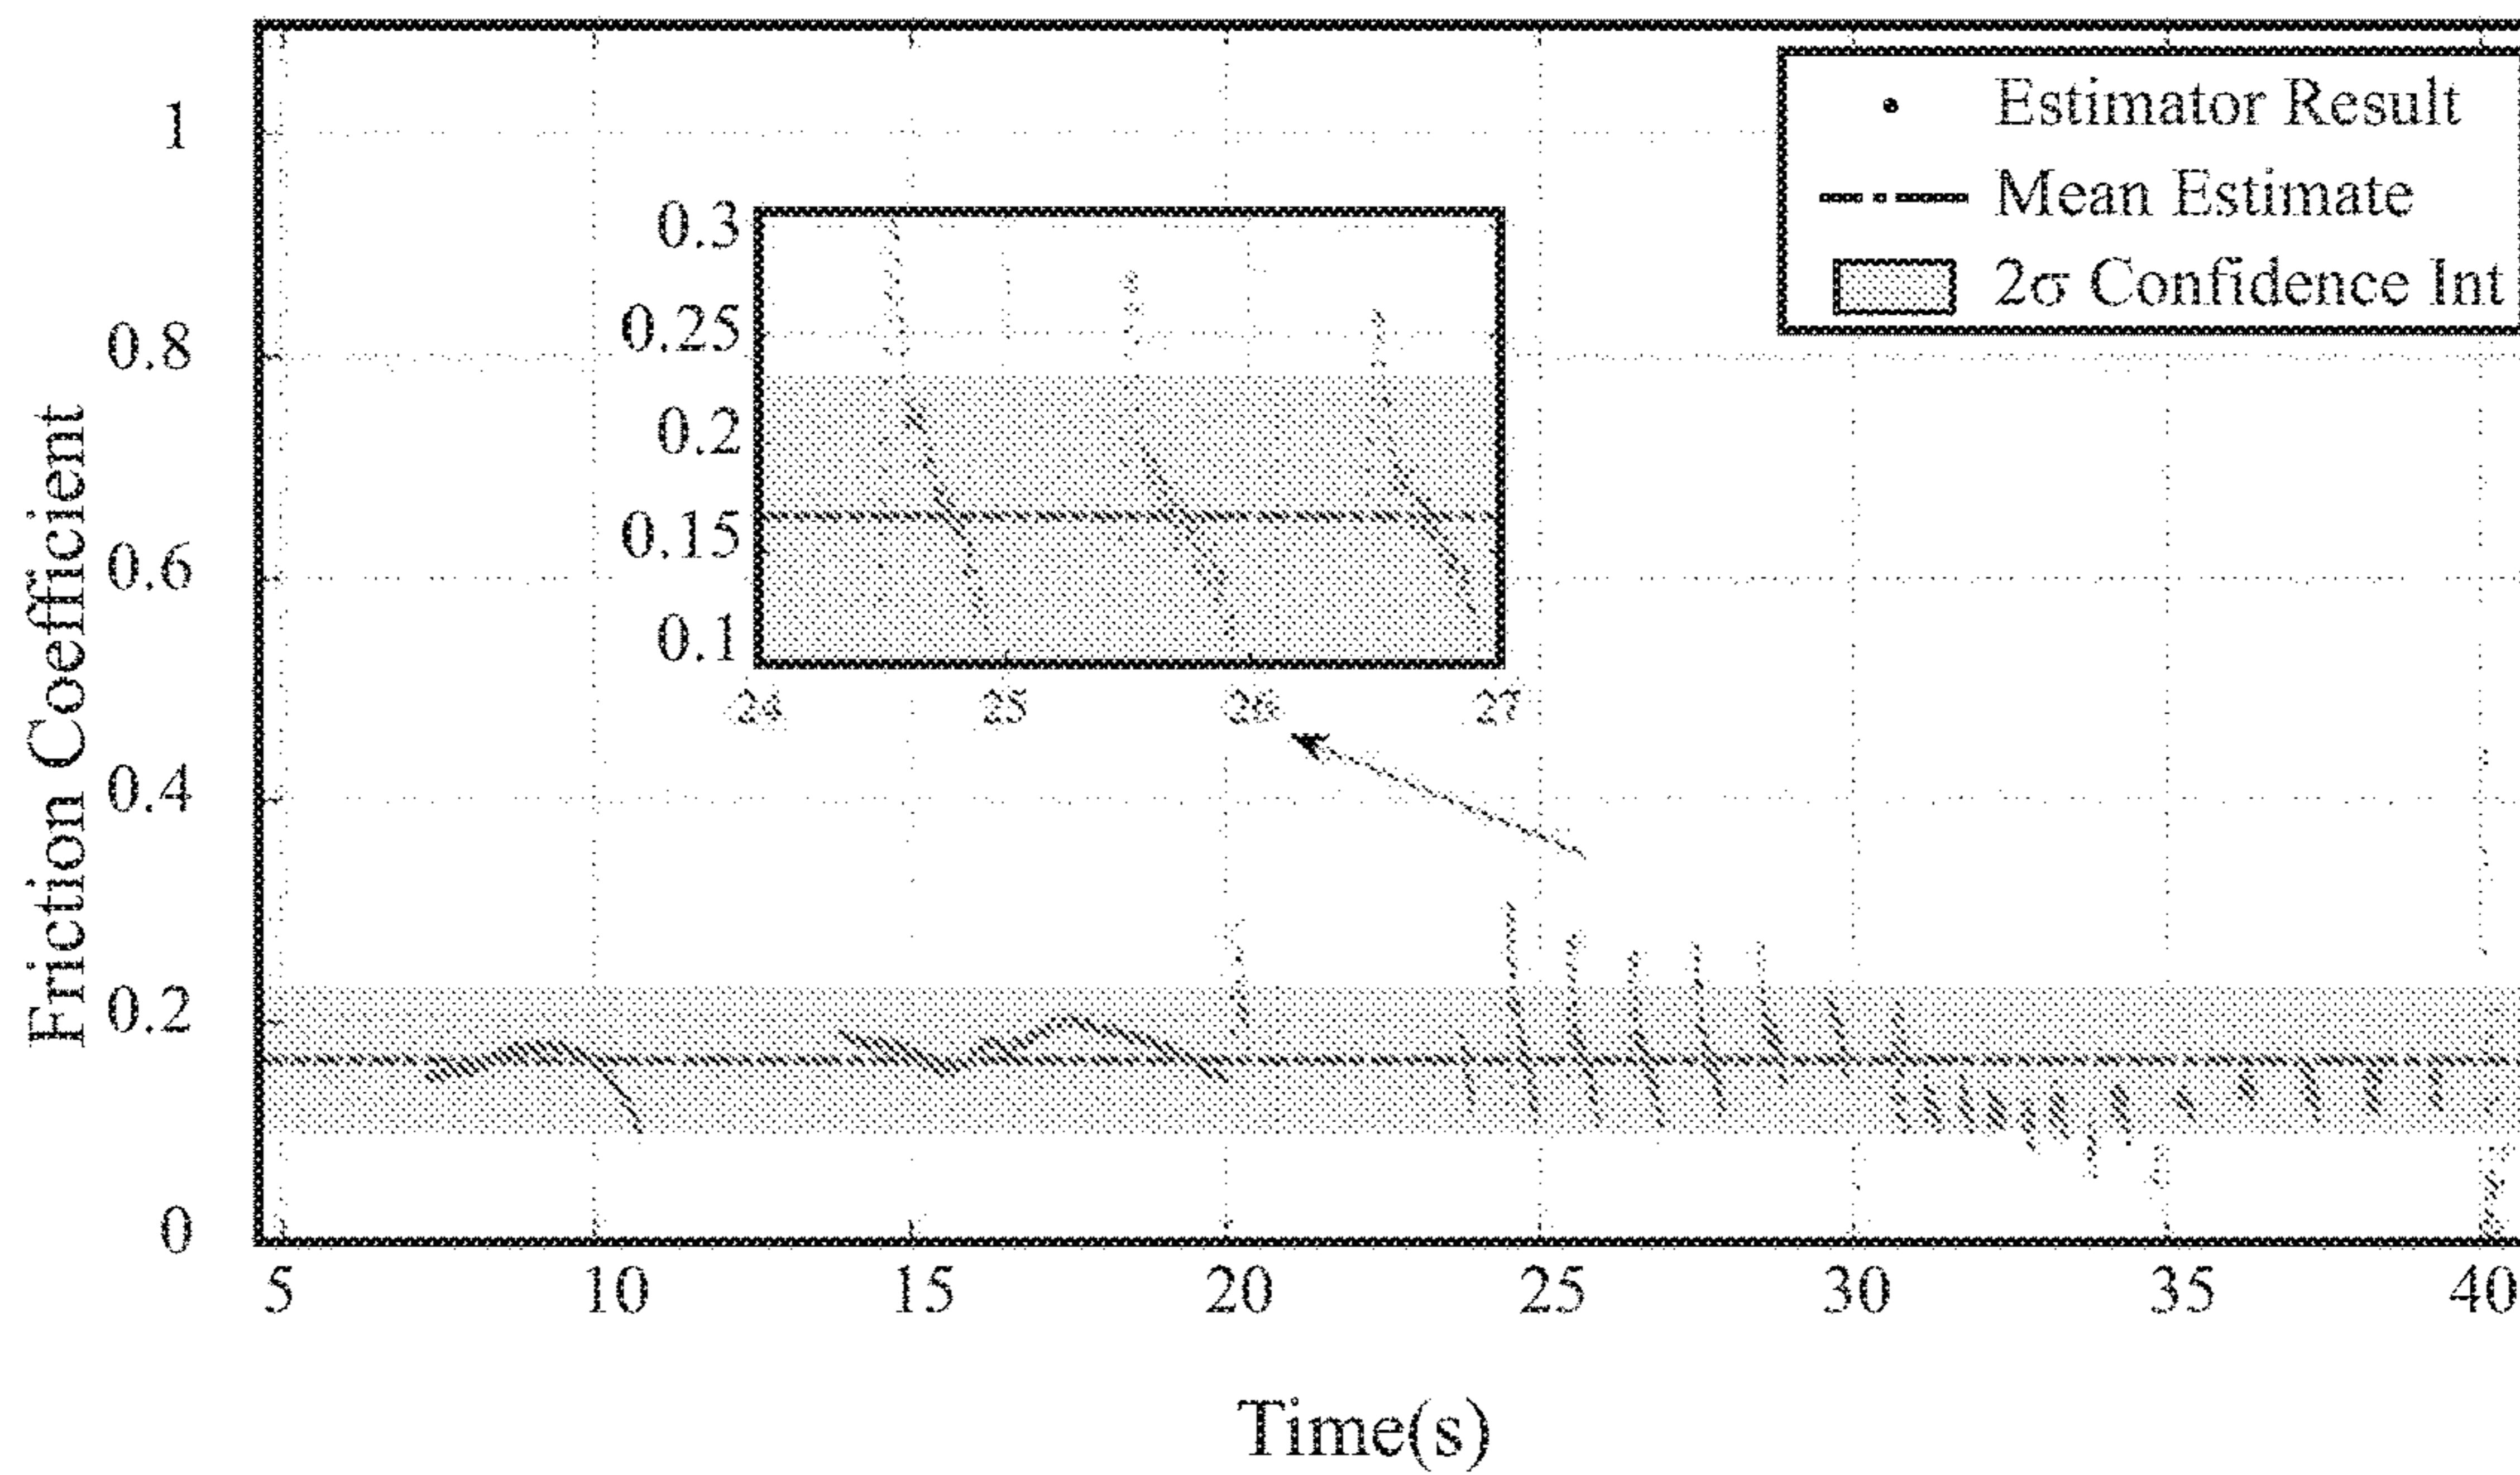 Friction Coefficient
1
0.8
0.6
0.4
0.2
0
Estimator Result
Mean Estimate
2σ Confidence Int
0.3
0.25
0.2
0.15
0.1
24 25 26 27
5 10 15 20 25 30 35 40
Time(s)